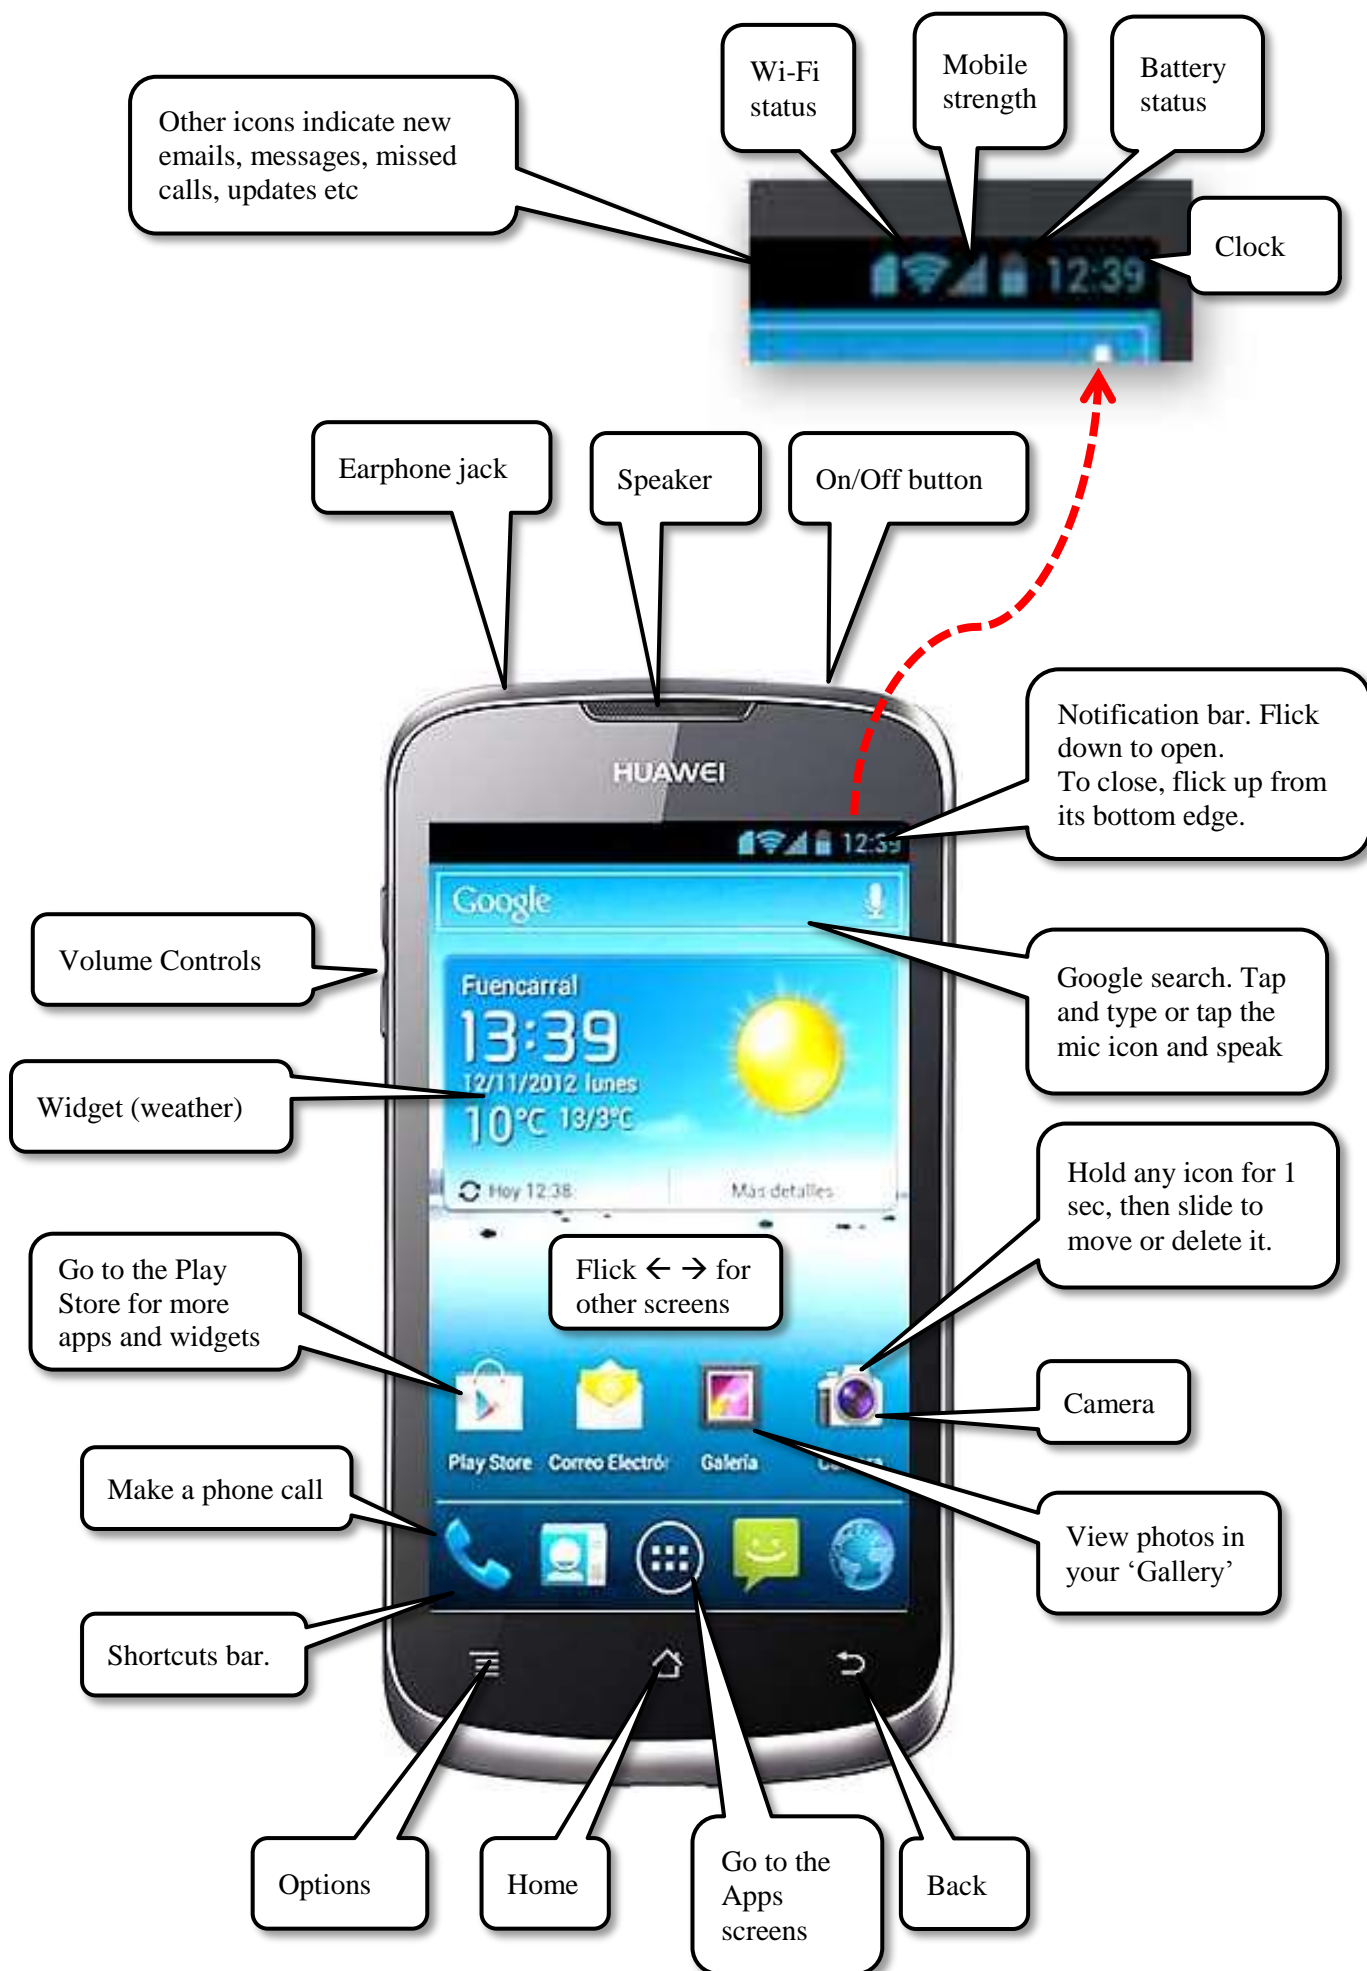 Wi-Fi
status
Mobile
strength
Battery
status
Other icons indicate new
emails, messages, missed
calls, updates etc
Clock
12:39
Earphone jack
Speaker
On/Off button
Notification bar. Flick
down to open.
To close, flick up from
its bottom edge.
HUAWEI
12:39
Google
Volume Controls
Google search. Tap
and type or tap the
mic icon and speak
Fuencarral
13:39
12/11/2012 lunes
10°C 13/3°C
Widget (weather)
Hoy 12:38
Más detalles
Hold any icon for 1
sec, then slide to
move or delete it.
Go to the Play
Store for more
apps and widgets
Flick ← → for
other screens
Camera
Play Store
Correo Electró
Galería
Make a phone call
View photos in
your ‘Gallery’
Shortcuts bar.
Options
Home
Go to the
Apps
screens
Back